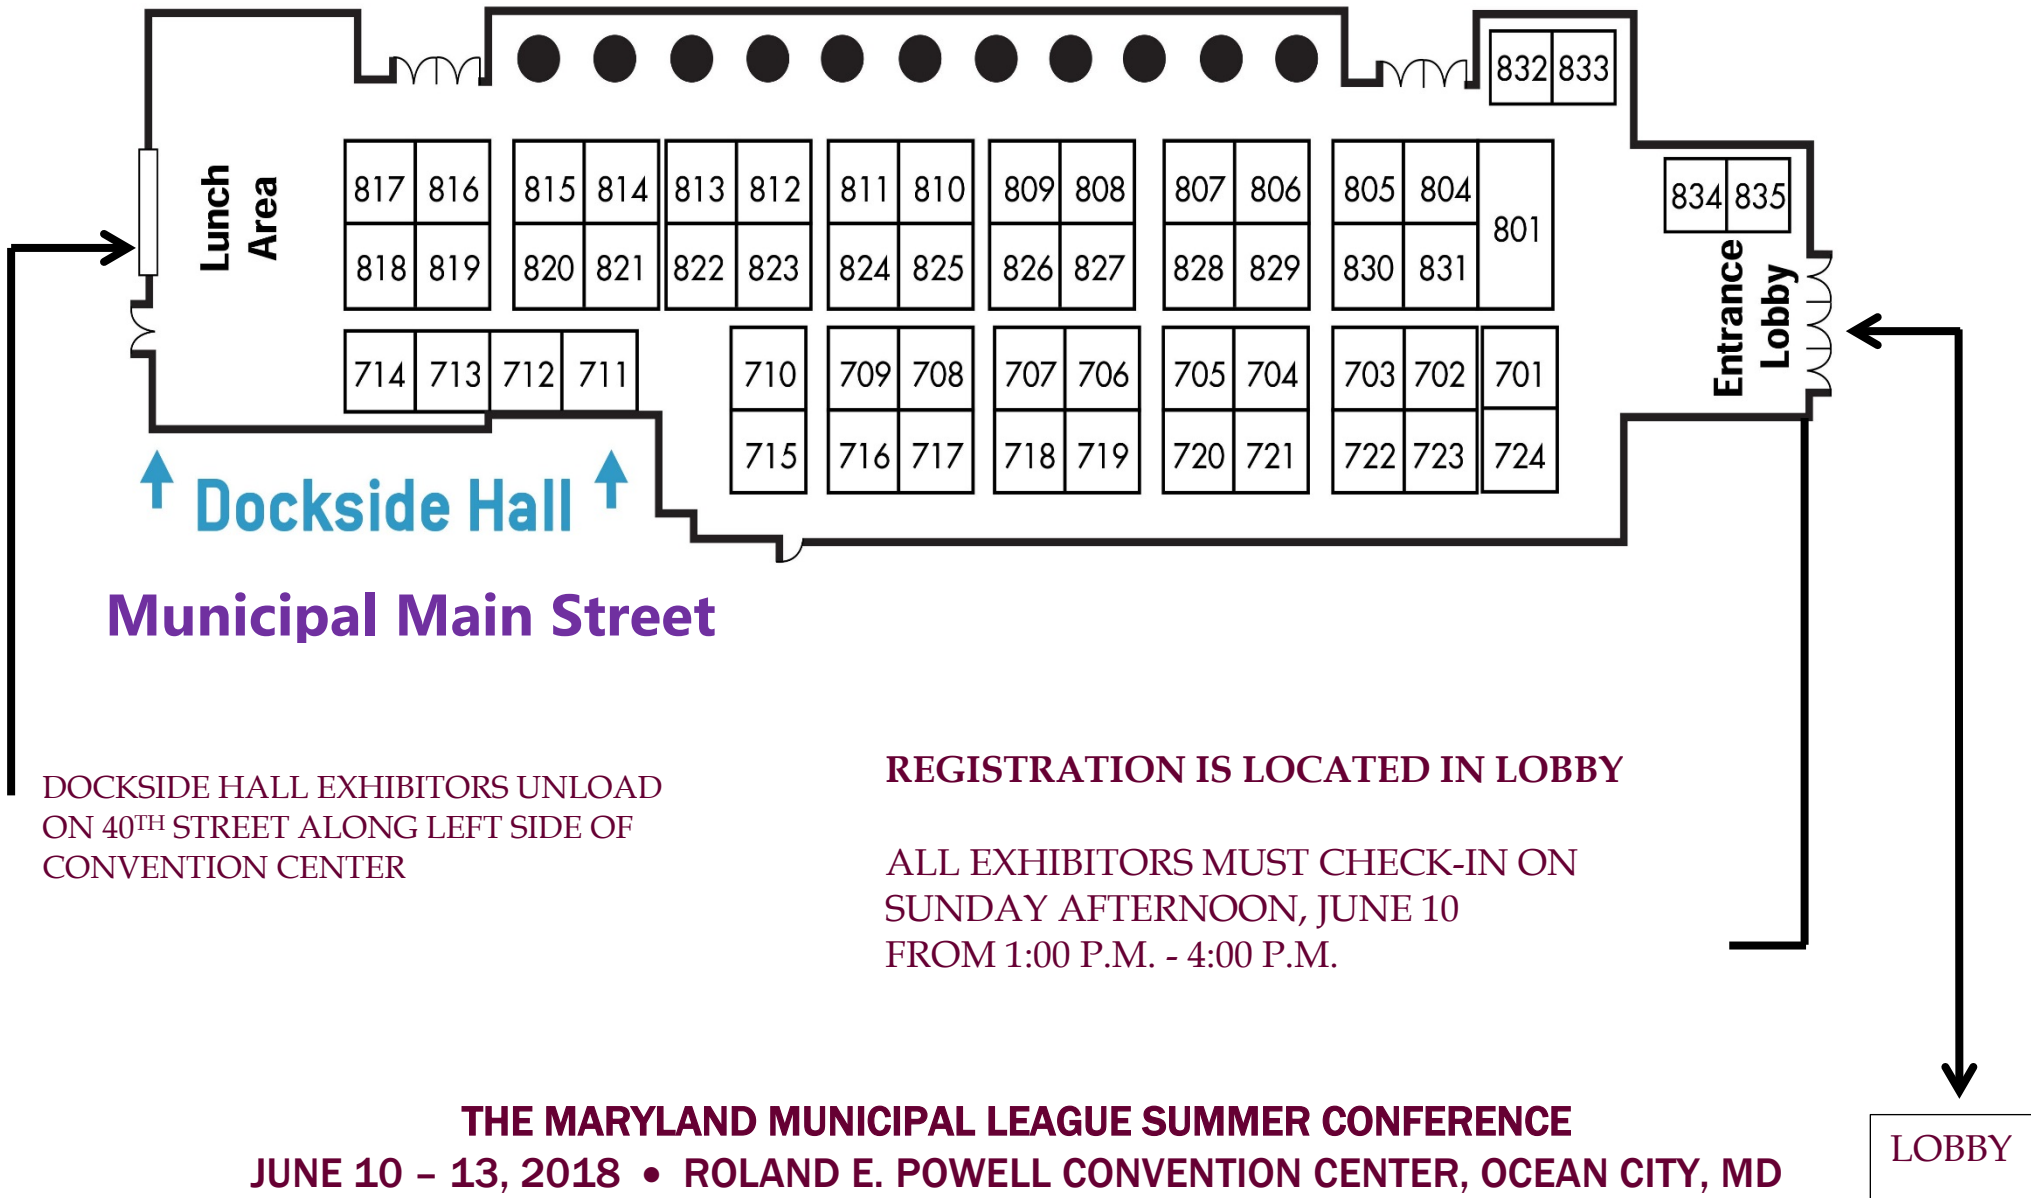 832 833
817 816 815 814 813 812 811 810 809 808 807 806 805 804 801
834 835
818 819 820 821 822 823 824 825 826 827 828 829 830 831
Lunch
Area
Entrance
Lobby
714 713 712 711 710 709 708 707 706 705 704 703 702 701
715 716 717 718 719 720 721 722 723 724
Dockside Hall
Municipal Main Street
DOCKSIDE HALL EXHIBITORS UNLOAD
ON 40TH STREET ALONG LEFT SIDE OF
CONVENTION CENTER
REGISTRATION IS LOCATED IN LOBBY
ALL EXHIBITORS MUST CHECK-IN ON
SUNDAY AFTERNOON, JUNE 10
FROM 1:00 P.M. - 4:00 P.M.
THE MARYLAND MUNICIPAL LEAGUE SUMMER CONFERENCE
JUNE 10 – 13, 2018 • ROLAND E. POWELL CONVENTION CENTER, OCEAN CITY, MD
LOBBY